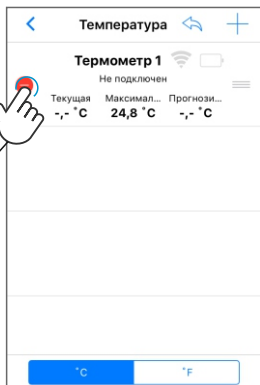 Температура
Термометр 1
Не подключен
Текущая Максимал... Прогнози...
-,- °C 24,8 °C -,- °C
°C °F